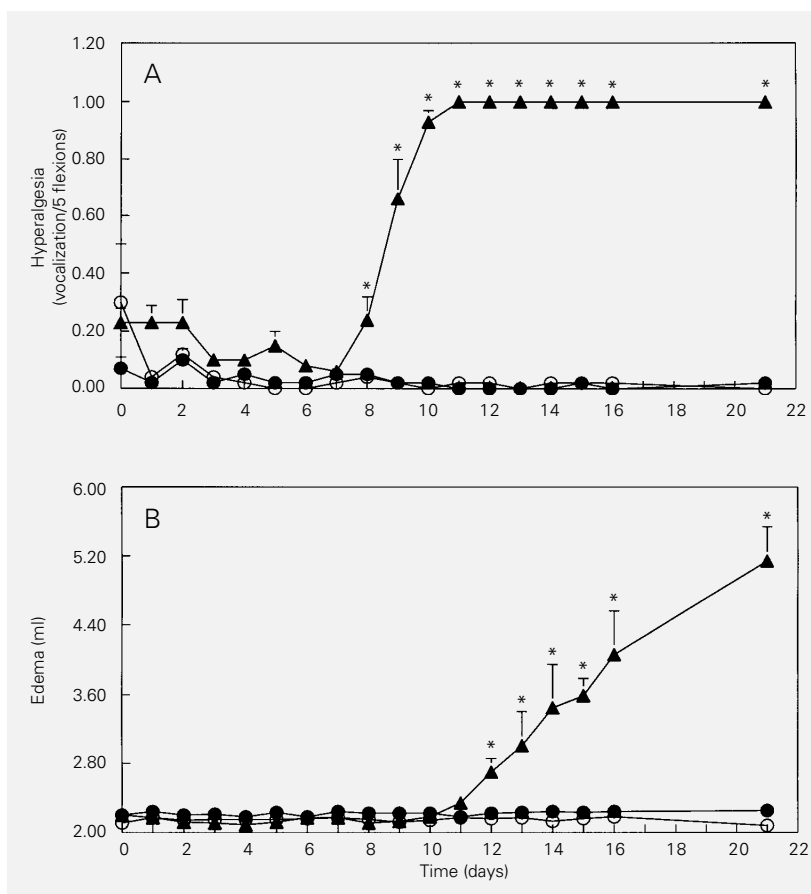 A
Hyperalgesia
(vocalization/5 flexions)
1.20
1.00
0.80
0.60
0.40
0.20
0.00
* * * * * * * * * *
0 2 4 6 8 10 12 14 16 18 20 22
B
Edema (ml)
6.00
5.20
4.40
3.60
2.80
2.00
* * * * * *
0 2 4 6 8 10 12 14 16 18 20 22
Time (days)